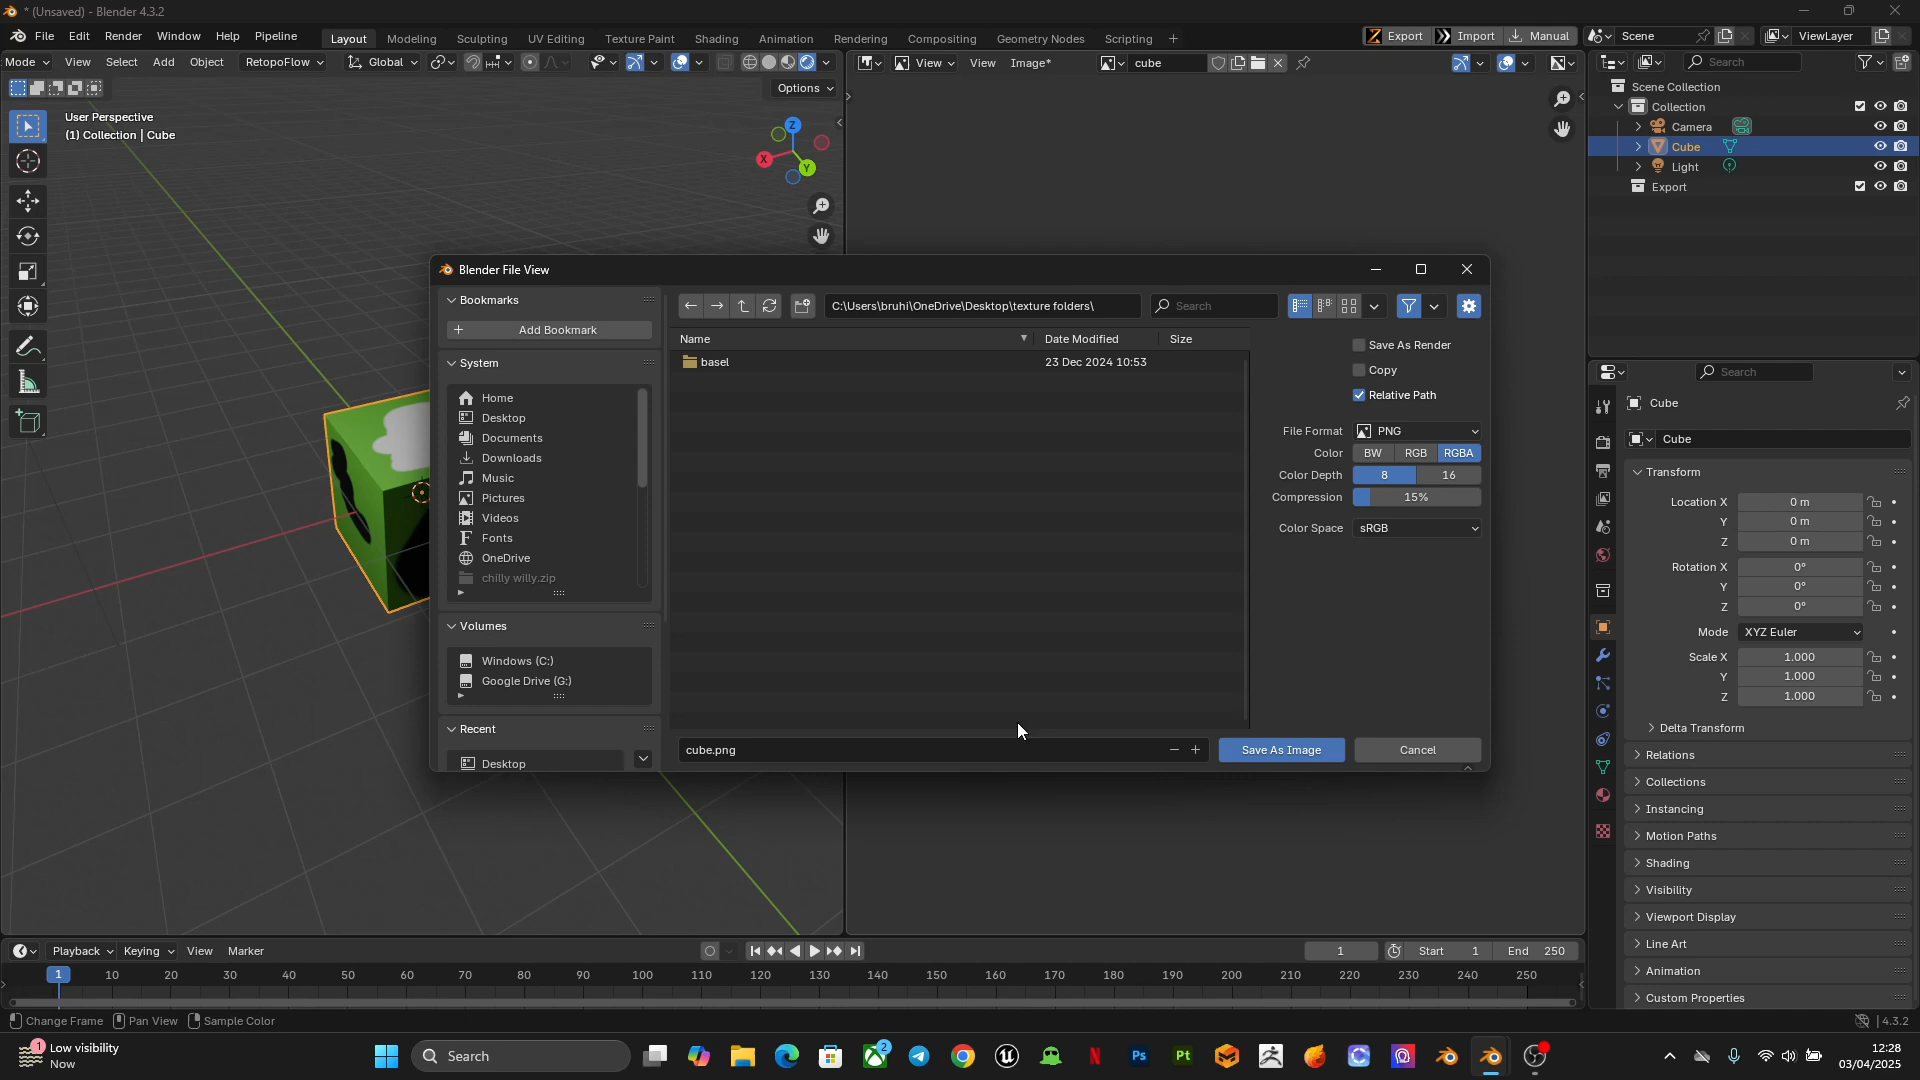 * (Unsaved) - Blender 4.3.2
File Edit Render Window Help Pipeline
Layout Modeling Sculpting UV Editing Texture Paint Shading Animation Rendering Compositing Geometry Nodes Scripting +
Export Import Manual
Scene
ViewLayer
Mode View Select Add Object RetopoFlow Global
View View Image* cube
Search
Options
User Perspective
(1) Collection | Cube
Z
X
Y
Scene Collection
Collection
Camera
Cube
Light
Export
Blender File View
Bookmarks
Add Bookmark
System
Home
Desktop
Documents
Downloads
Music
Pictures
Videos
Fonts
OneDrive
chilly willy.zip
Volumes
Windows (C:)
Google Drive (G:)
Recent
Desktop
C:\Users\bruhi\OneDrive\Desktop\texture folders\
Search
Name Date Modified Size
basel 23 Dec 2024 10:53
Save As Render
Copy
Relative Path
File Format PNG
Color BW RGB RGBA
Color Depth 8 16
Compression 15%
Color Space sRGB
cube.png
Save As Image
Cancel
Search
Cube
Cube
Transform
Location X 0 m
Y 0 m
Z 0 m
Rotation X 0°
Y 0°
Z 0°
Mode XYZ Euler
Scale X 1.000
Y 1.000
Z 1.000
Delta Transform
Relations
Collections
Instancing
Motion Paths
Shading
Visibility
Viewport Display
Line Art
Animation
Custom Properties
Playback Keying View Marker
1 Start 1 End 250
1 10 20 30 40 50 60 70 80 90 100 110 120 130 140 150 160 170 180 190 200 210 220 230 240 250
Change Frame Pan View Sample Color
4.3.2
1
Low visibility
Now
Search
2
N
Ps
Pt
12:28
03/04/2025